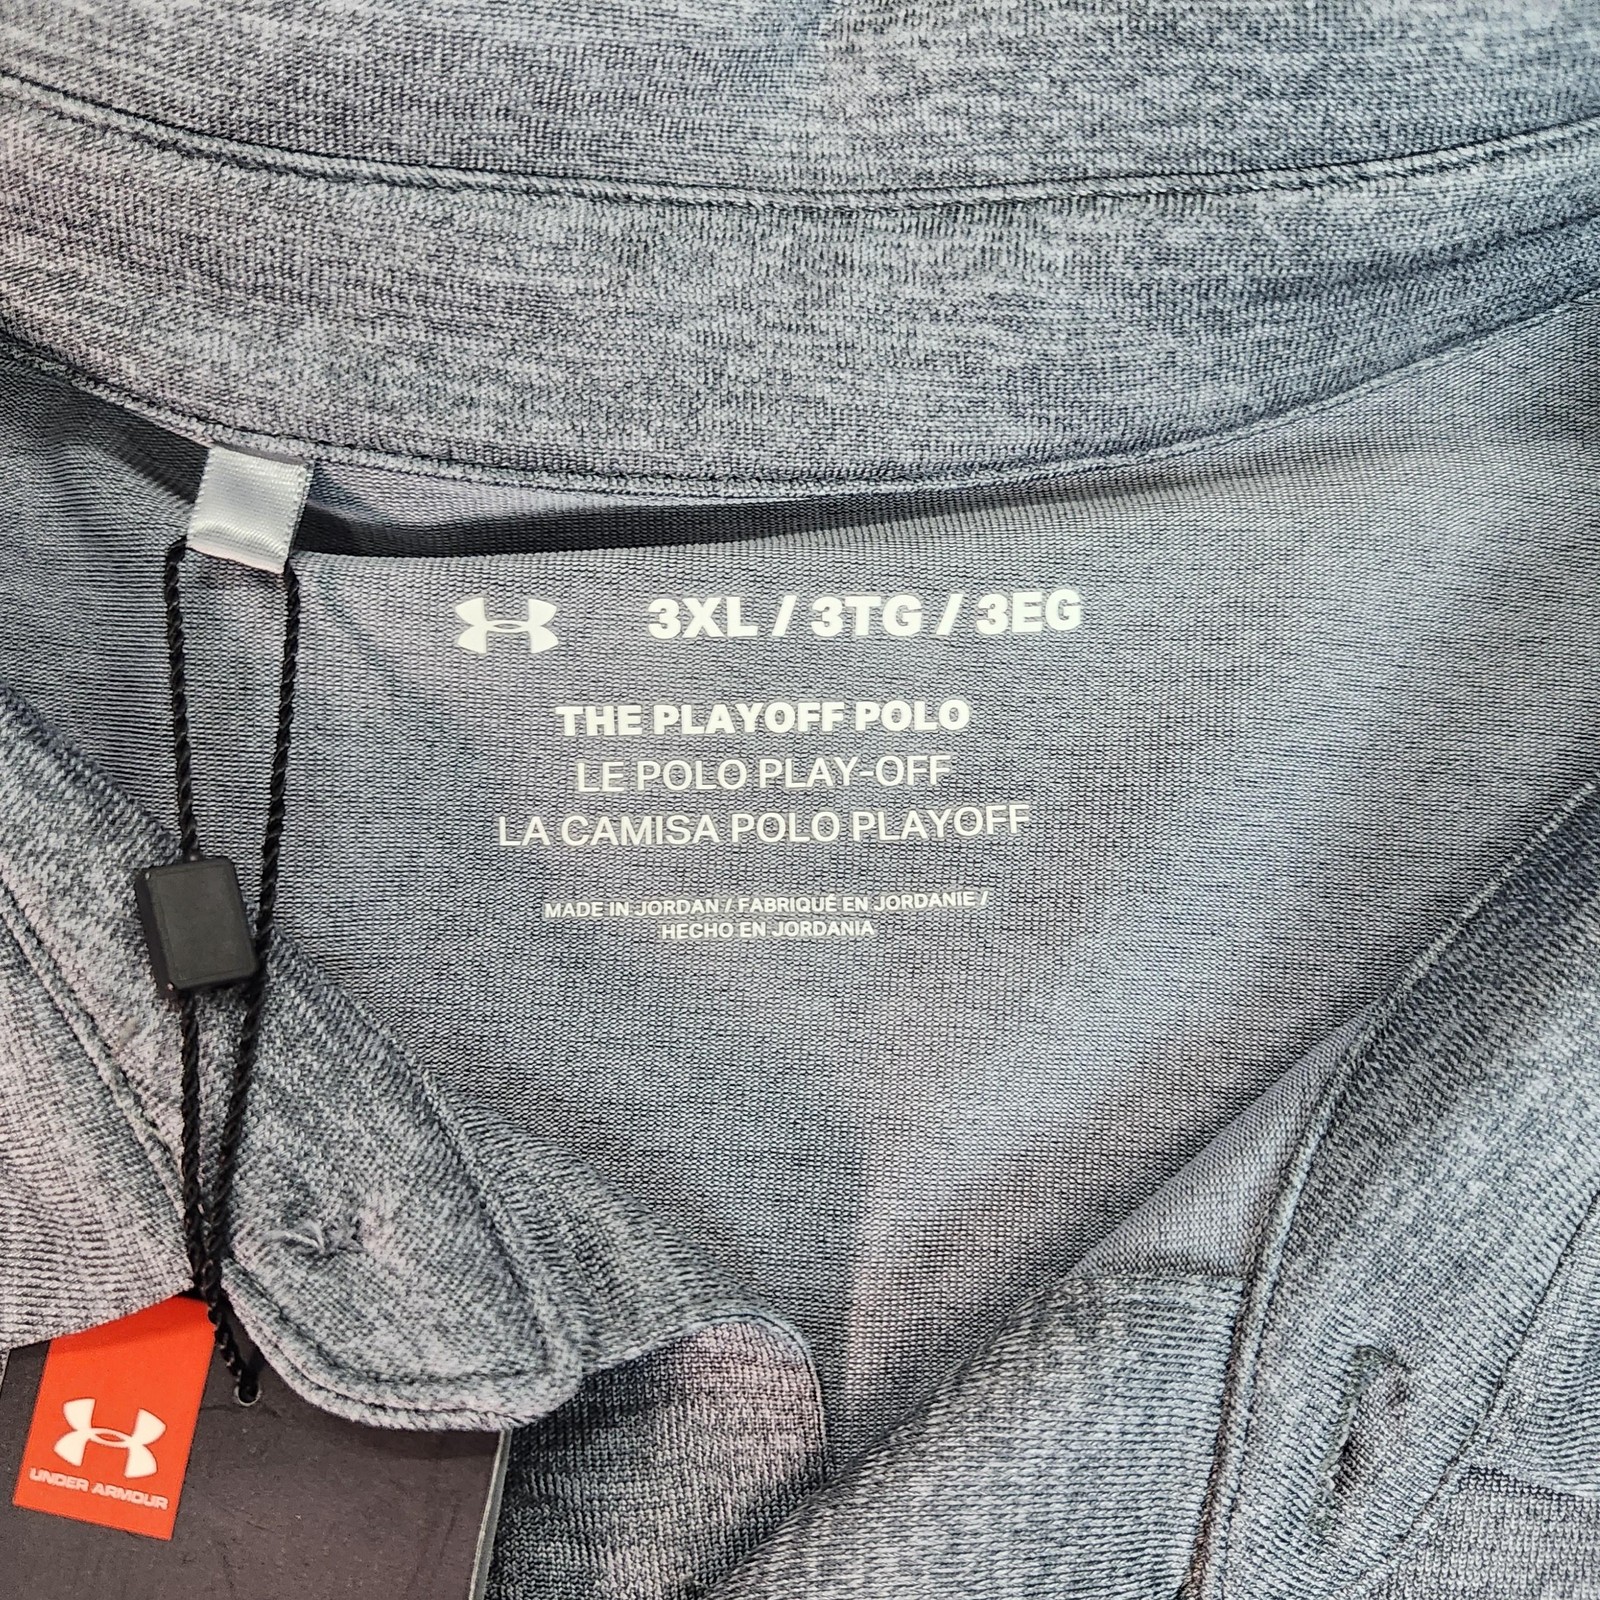 3XL / 3TG / 3EG
THE PLAYOFF POLO
LE POLO PLAY-OFF
LA CAMISA POLO PLAYOFF
MADE IN JORDAN / FABRIQUÉ EN JORDANIE /
HECHO EN JORDANIA
UNDER ARMOUR